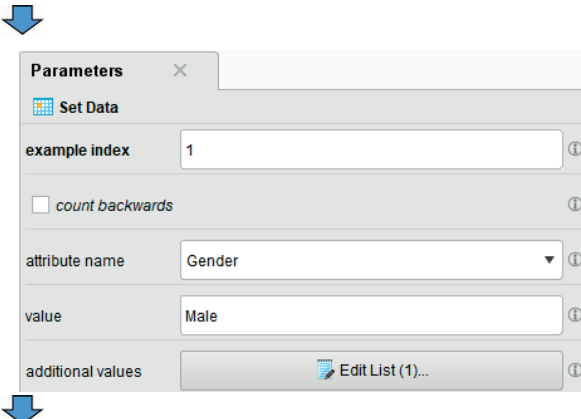 Parameters
Set Data
example index 1
count backwards
attribute name Gender
value Male
additional values Edit List (1)...